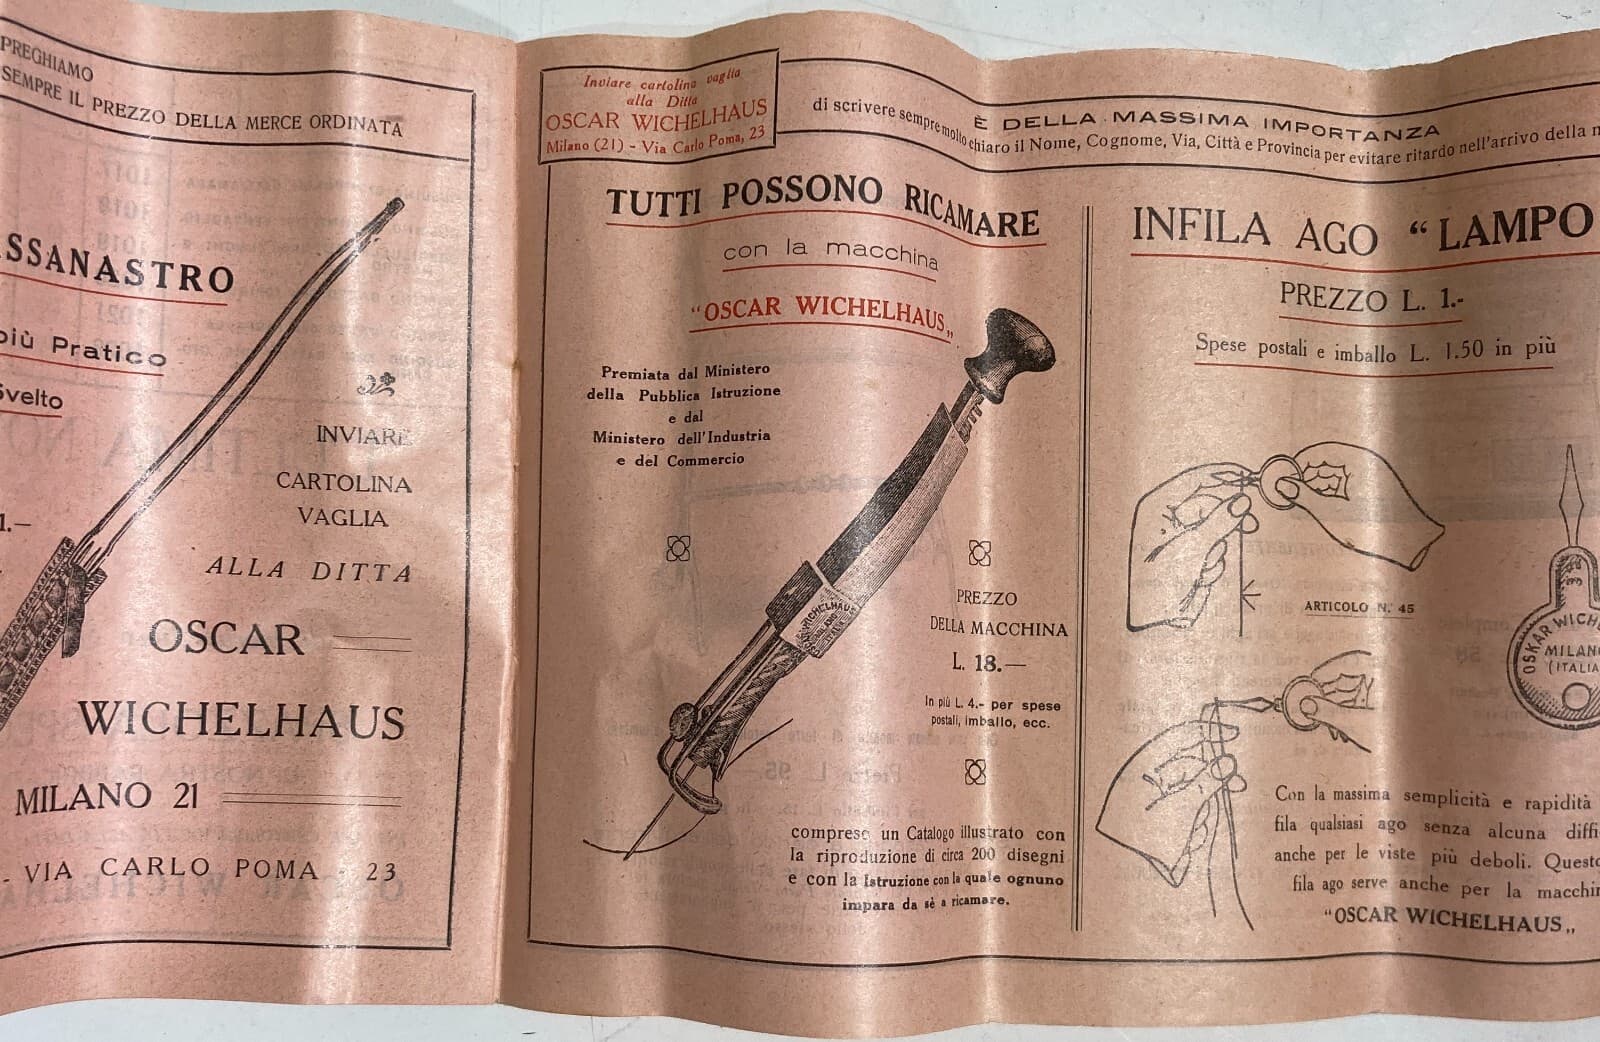 PREGHIAMO
SEMPRE IL PREZZO DELLA MERCE ORDINATA
SSANASTRO
più Pratico
Svelto
1.—
INVIARE
CARTOLINA
VAGLIA
ALLA DITTA
OSCAR
WICHELHAUS
MILANO 21
- VIA CARLO POMA - 23
Inviare cartolina vaglia
alla Ditta
OSCAR WICHELHAUS
Milano (21) - Via Carlo Poma, 23
È DELLA MASSIMA IMPORTANZA
di scrivere sempre molto chiaro il Nome, Cognome, Via, Città e Provincia per evitare ritardo nell'arrivo della m
TUTTI POSSONO RICAMARE
con la macchina
"OSCAR WICHELHAUS„
Premiata dal Ministero
della Pubblica Istruzione
e dal
Ministero dell'Industria
e del Commercio
WICHELHAUS
ITALIA
PREZZO
DELLA MACCHINA
L. 18.—
In più L. 4.- per spese
postali, imballo, ecc.
compreso un Catalogo illustrato con
la riproduzione di circa 200 disegni
e con la Istruzione con la quale ognuno
impara da sè a ricamare.
INFILA AGO "LAMPO
PREZZO L. 1.-
Spese postali e imballo L. 1.50 in più
ARTICOLO N.° 45
OSKAR WICHE
MILANO
(ITALIA
Con la massima semplicità e rapidità
fila qualsiasi ago senza alcuna diffi
anche per le viste più deboli. Questo
fila ago serve anche per la macchin
"OSCAR WICHELHAUS„